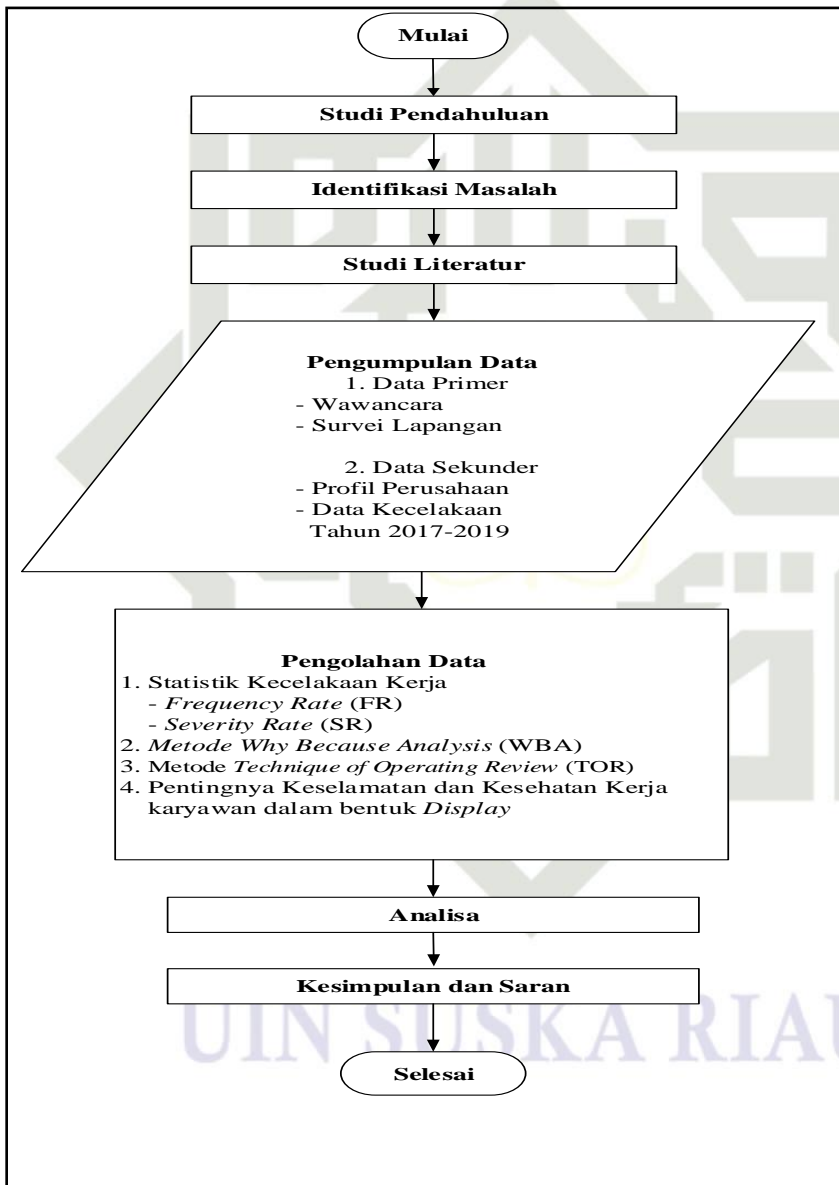 Mulai
Studi Pendahuluan
Identifikasi Masalah
Studi Literatur
Pengumpulan Data
1. Data Primer
- Wawancara
- Survei Lapangan
2. Data Sekunder
- Profil Perusahaan
- Data Kecelakaan
Tahun 2017-2019
Pengolahan Data
1. Statistik Kecelakaan Kerja
- Frequency Rate (FR)
- Severity Rate (SR)
2. Metode Why Because Analysis (WBA)
3. Metode Technique of Operating Review (TOR)
4. Pentingnya Keselamatan dan Kesehatan Kerja
karyawan dalam bentuk Display
Analisa
Kesimpulan dan Saran
UIN SUSKA RIAU
Selesai